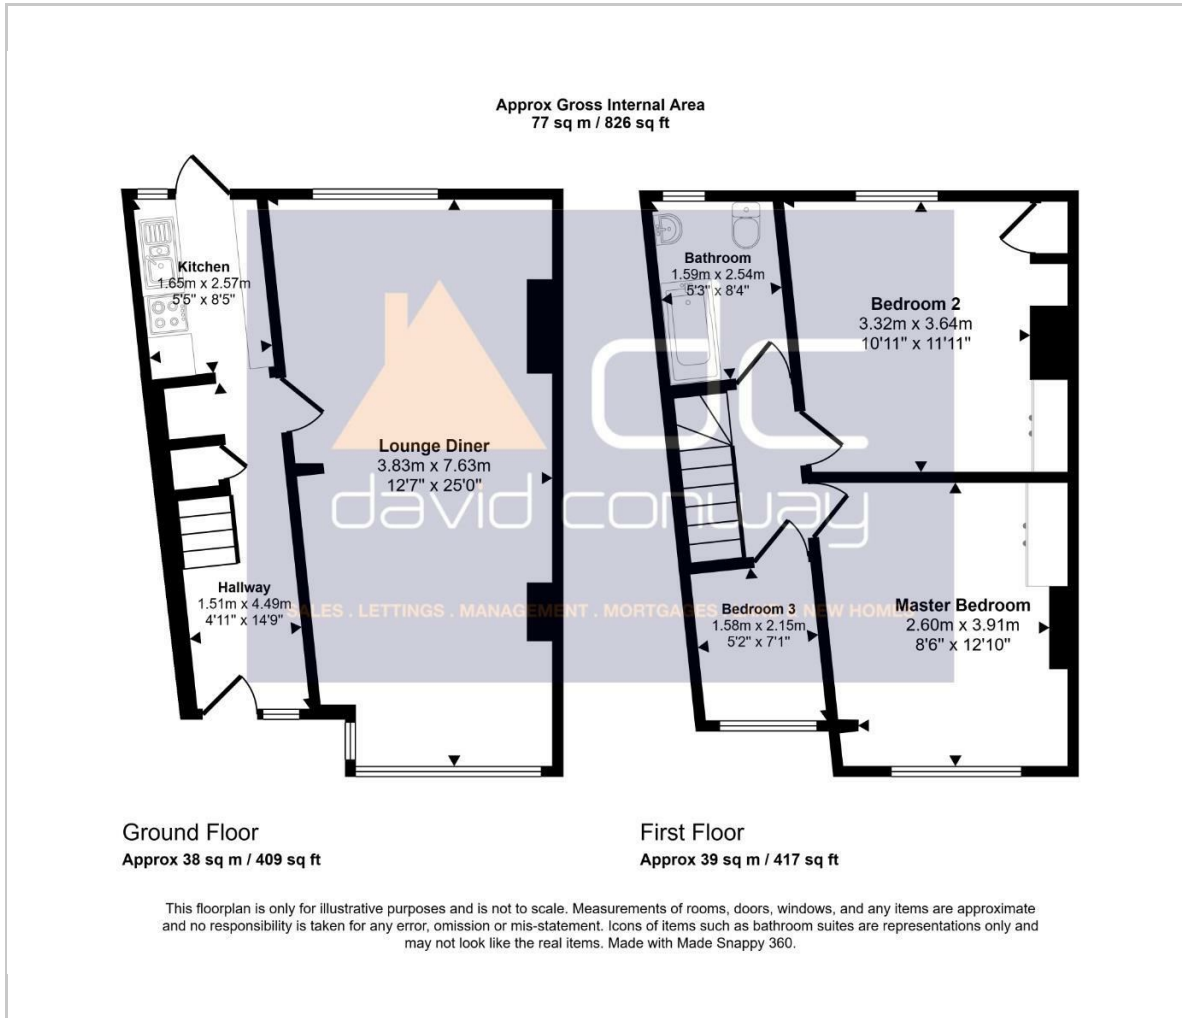 Approx Gross Internal Area
77 sq m / 826 sq ft
Kitchen
1.65m x 2.57m
5'5" x 8'5"
Lounge Diner
3.83m x 7.63m
12'7" x 25'0"
Hallway
1.51m x 4.49m
4'11" x 14'9"
Bathroom
1.59m x 2.54m
5'3" x 8'4"
Bedroom 2
3.32m x 3.64m
10'11" x 11'11"
Bedroom 3
1.58m x 2.15m
5'2" x 7'1"
Master Bedroom
2.60m x 3.91m
8'6" x 12'10"
DC
david conway
SALES . LETTINGS . MANAGEMENT . MORTGAGES NEW HOMES
Ground Floor
Approx 38 sq m / 409 sq ft
First Floor
Approx 39 sq m / 417 sq ft
This floorplan is only for illustrative purposes and is not to scale. Measurements of rooms, doors, windows, and any items are approximate
and no responsibility is taken for any error, omission or mis-statement. Icons of items such as bathroom suites are representations only and
may not look like the real items. Made with Made Snappy 360.